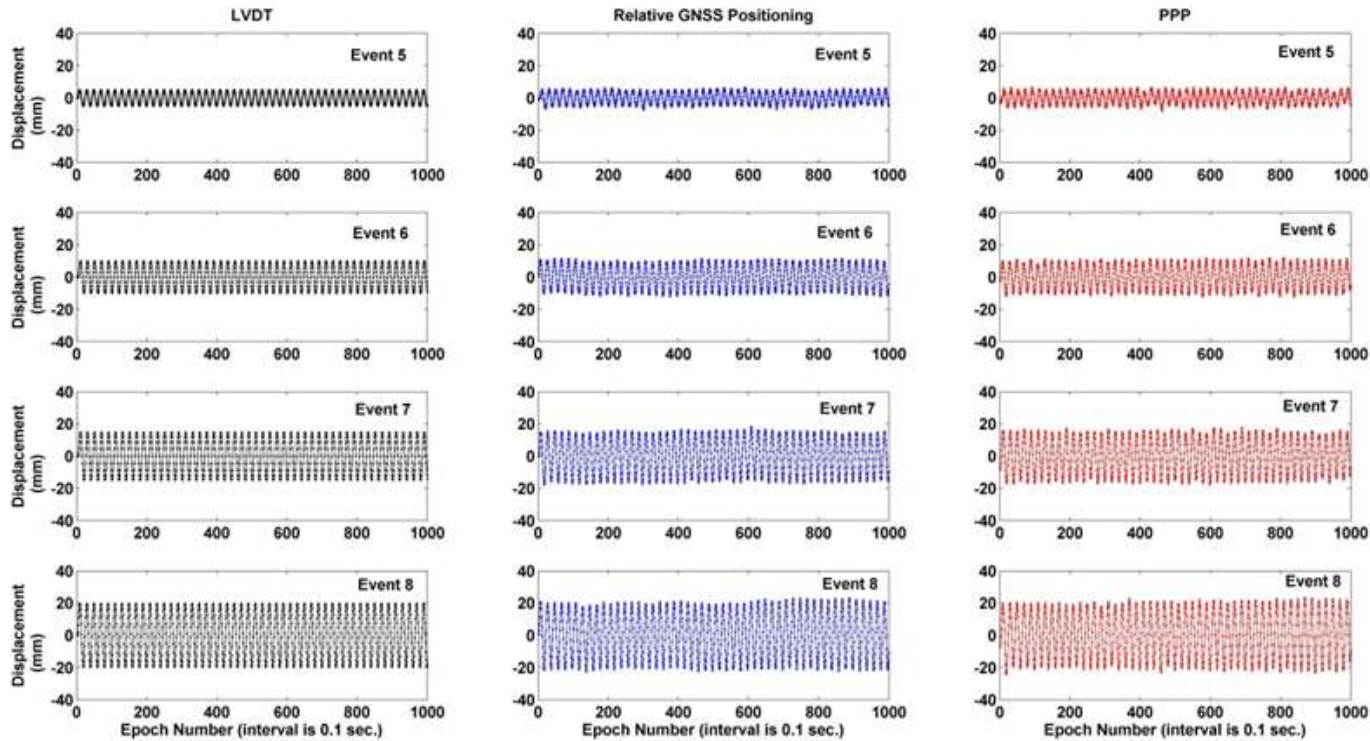 LVDT Relative GNSS Positioning PPP
40 40 40
Event 5 Event 5 Event 5
20 20 20
0 0 0
-20 -20 -20
-40 -40 -40
Displacement
(mm)
0 200 400 600 800 1000 0 200 400 600 800 1000 0 200 400 600 800 1000
40 40 40
Event 6 Event 6 Event 6
20 20 20
0 0 0
-20 -20 -20
-40 -40 -40
Displacement
(mm)
0 200 400 600 800 1000 0 200 400 600 800 1000 0 200 400 600 800 1000
40 40 40
Event 7 Event 7 Event 7
20 20 20
0 0 0
-20 -20 -20
-40 -40 -40
Displacement
(mm)
0 200 400 600 800 1000 0 200 400 600 800 1000 0 200 400 600 800 1000
40 40 40
Event 8 Event 8 Event 8
20 20 20
0 0 0
-20 -20 -20
-40 -40 -40
Displacement
(mm)
0 200 400 600 800 1000 0 200 400 600 800 1000 0 200 400 600 800 1000
Epoch Number (interval is 0.1 sec.) Epoch Number (interval is 0.1 sec.) Epoch Number (interval is 0.1 sec.)